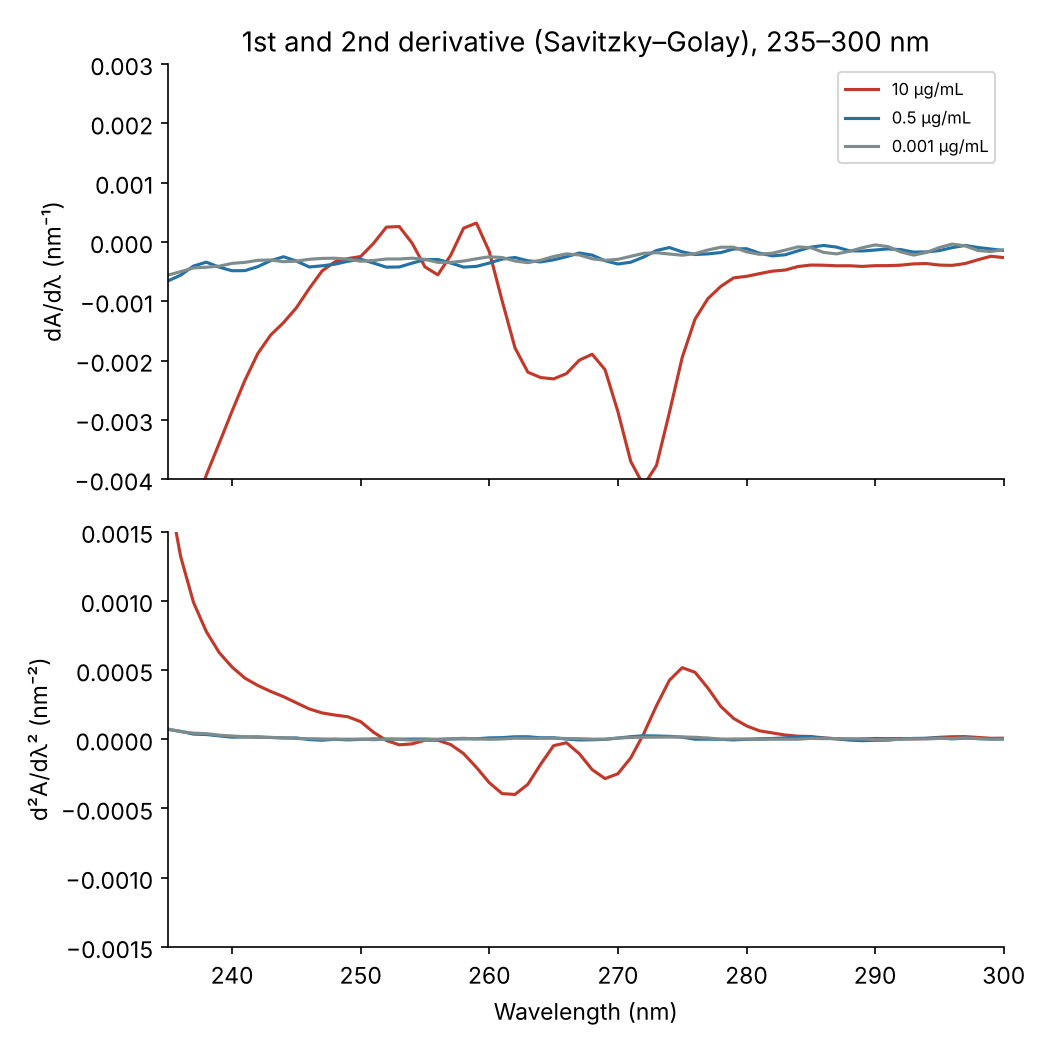 1st and 2nd derivative (Savitzky–Golay), 235–300 nm
0.003
0.002
0.001
0.000
−0.001
−0.002
−0.003
−0.004
dA/dλ (nm⁻¹)
10 µg/mL
0.5 µg/mL
0.001 µg/mL
0.0015
0.0010
0.0005
0.0000
−0.0005
−0.0010
−0.0015
d²A/dλ² (nm⁻²)
240 250 260 270 280 290 300
Wavelength (nm)